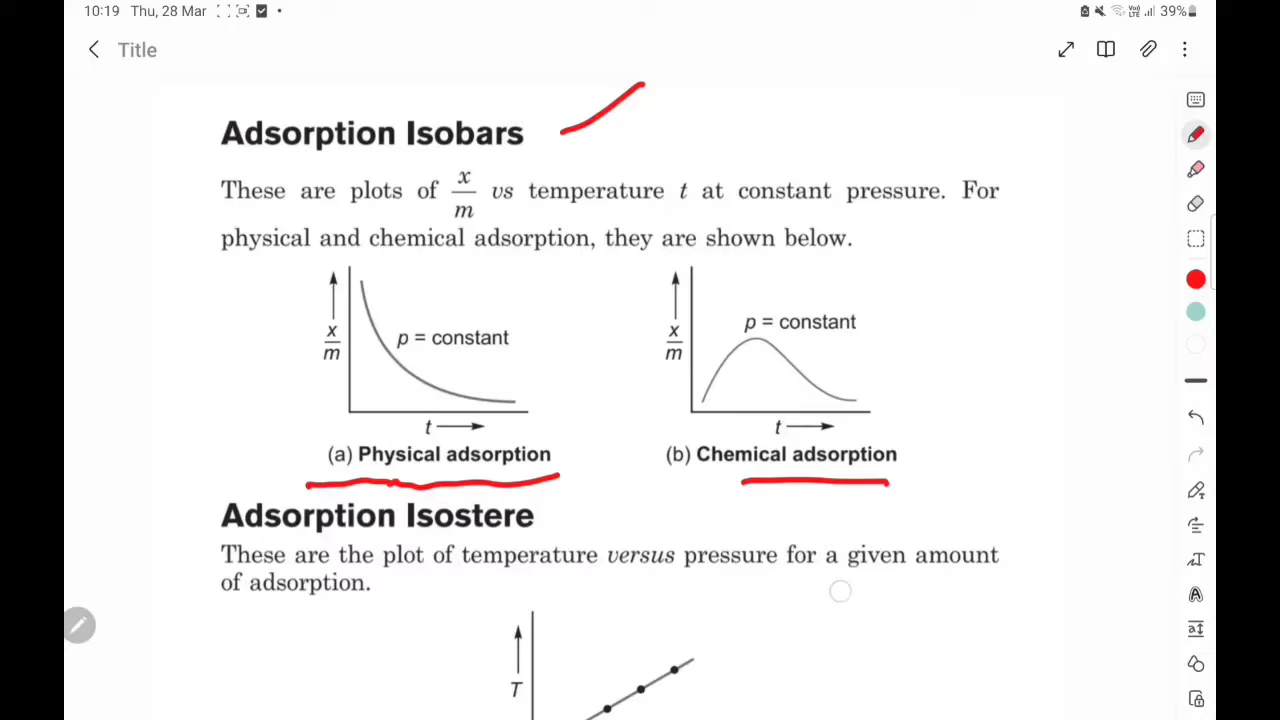 10:19 Thu, 28 Mar
39%
Title
Adsorption Isobars
These are plots of x/m vs temperature t at constant pressure. For
physical and chemical adsorption, they are shown below.
x/m
p = constant
t
(a) Physical adsorption
x/m
p = constant
t
(b) Chemical adsorption
Adsorption Isostere
These are the plot of temperature versus pressure for a given amount
of adsorption.
T